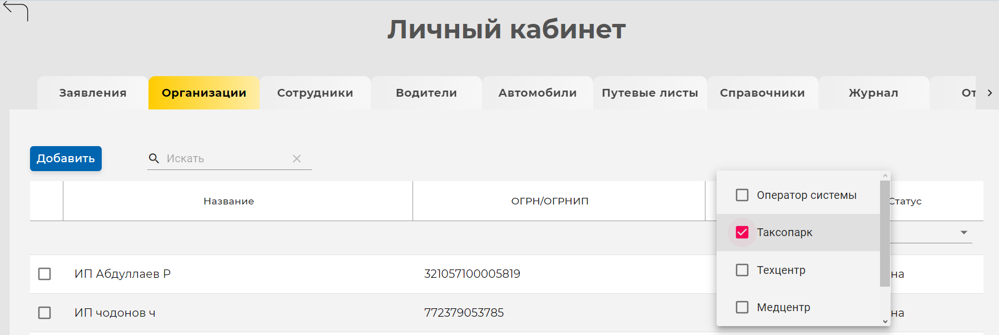 Личный кабинет
Заявления Организации Сотрудники Водители Автомобили Путевые листы Справочники Журнал От
Добавить Искать
Название ОГРН/ОГРНИП Статус
Оператор системы
Таксопарк
ИП Абдуллаев Р 321057100005819 на
Техцентр
ИП чодонов ч 772379053785 на
Медцентр